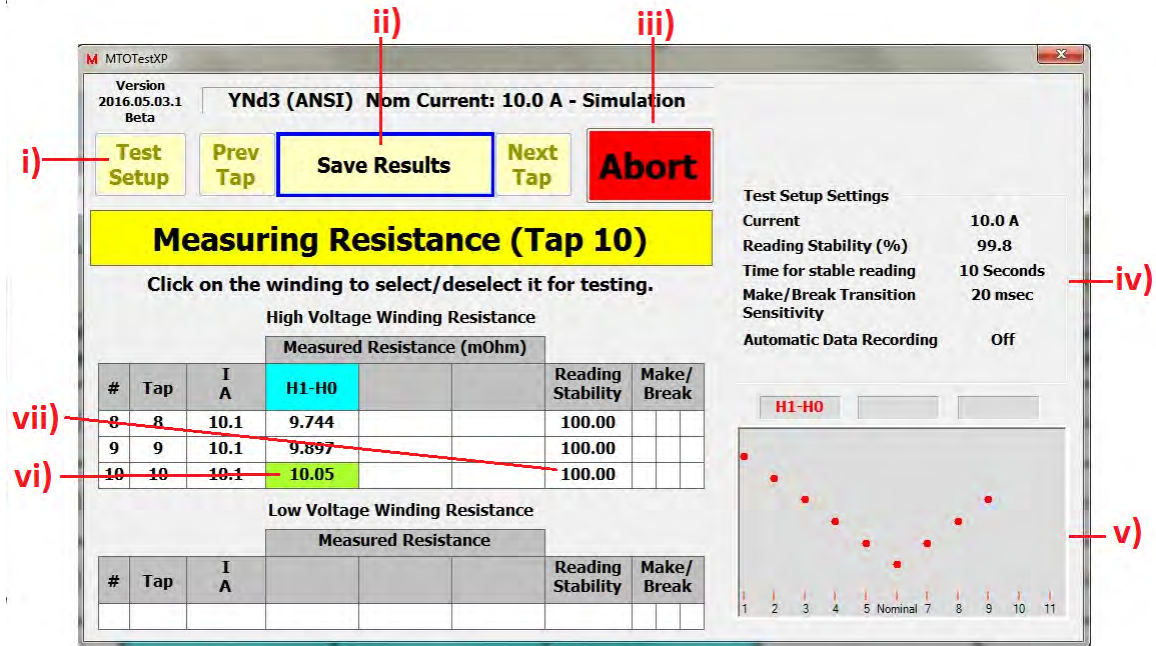 ii)
iii)
M MTOTestXP
x
Version
2016.05.03.1
Beta
YNd3 (ANSI) Nom Current: 10.0 A - Simulation
i)
Test
Setup
Prev
Tap
Save Results
Next
Tap
Abort
Measuring Resistance (Tap 10)
Click on the winding to select/deselect it for testing.
Test Setup Settings
Current 10.0 A
Reading Stability (%) 99.8
Time for stable reading 10 Seconds
Make/Break Transition 20 msec
Sensitivity
Automatic Data Recording Off
iv)
High Voltage Winding Resistance
Measured Resistance (mOhm)
# Tap I A H1-H0 Reading Stability Make/ Break
8 8 10.1 9.744 100.00
9 9 10.1 9.897 100.00
10 10 10.1 10.05 100.00
vii)
vi)
H1-H0
v)
1 2 3 4 5 Nominal 7 8 9 10 11
Low Voltage Winding Resistance
Measured Resistance
# Tap I A Reading Stability Make/ Break